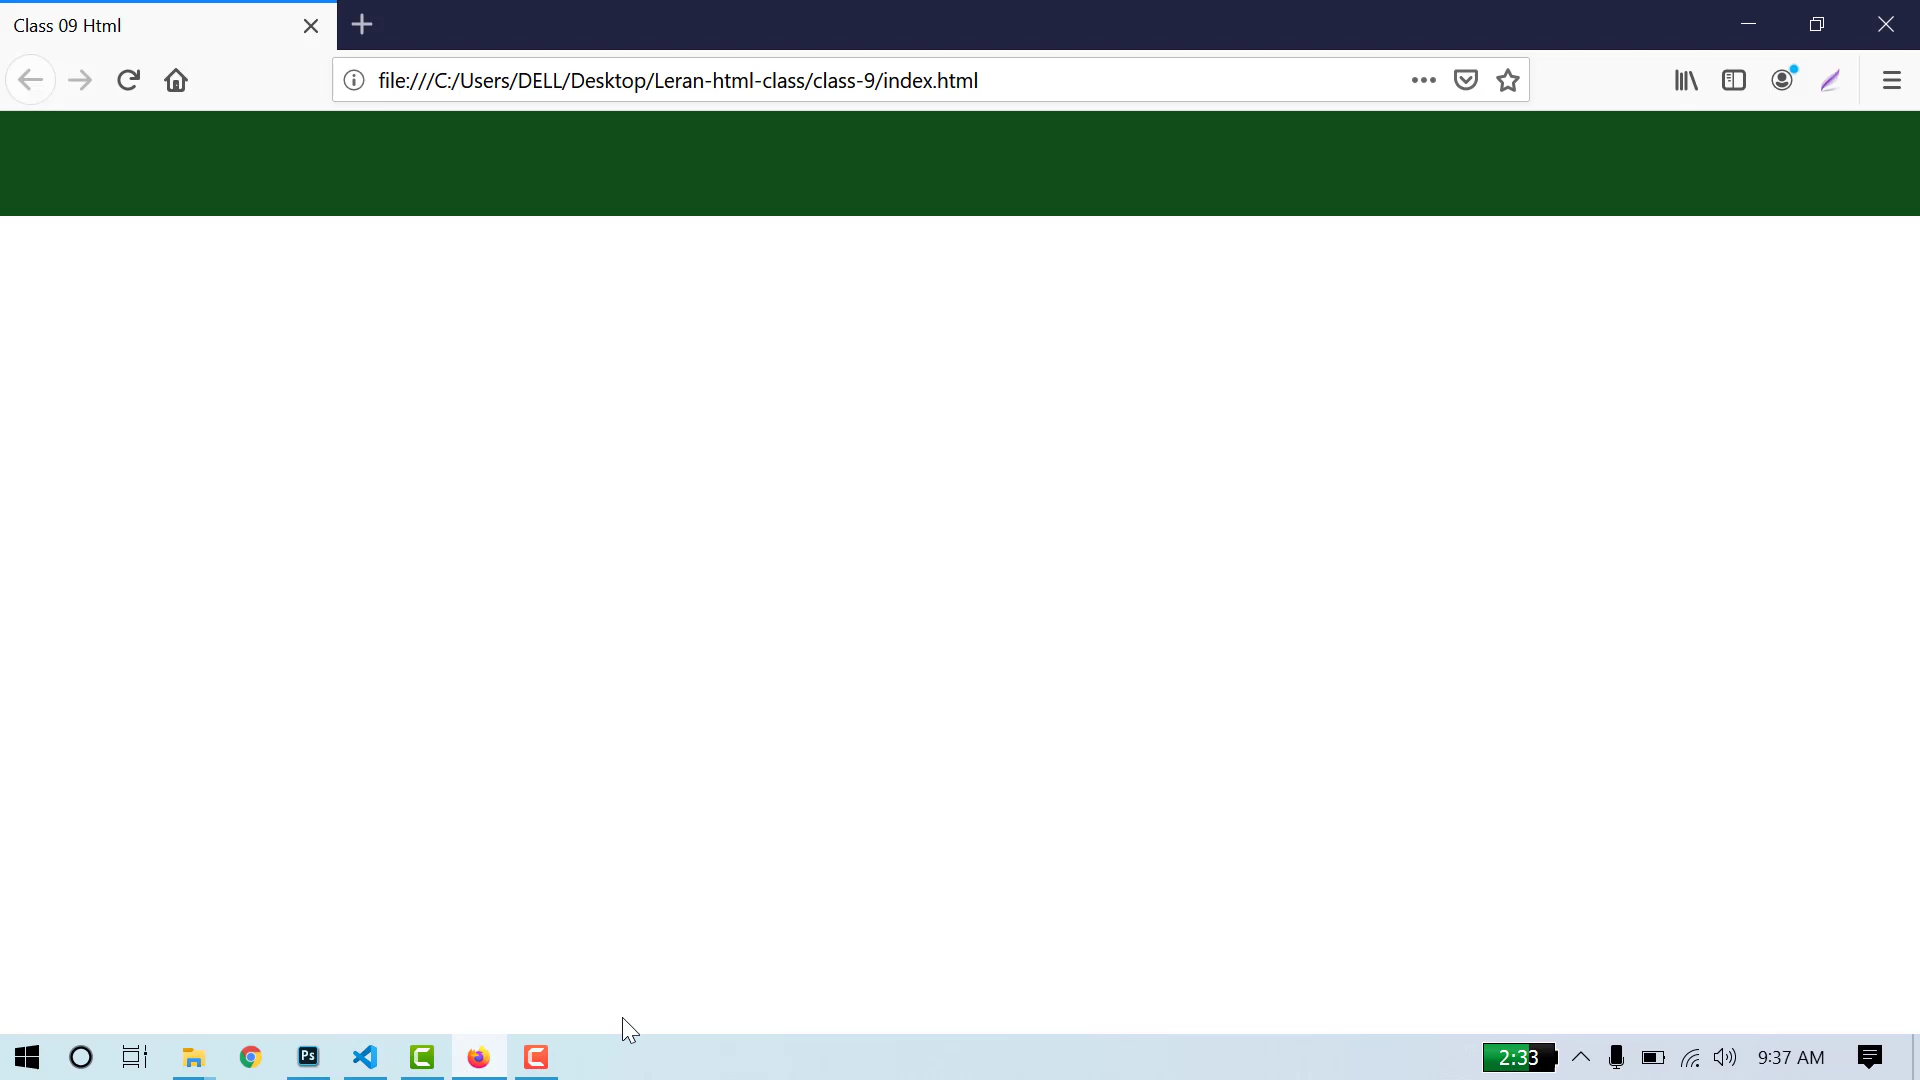 Class 09 Html
file:///C:/Users/DELL/Desktop/Leran-html-class/class-9/index.html
Ps
2:33
9:37 AM